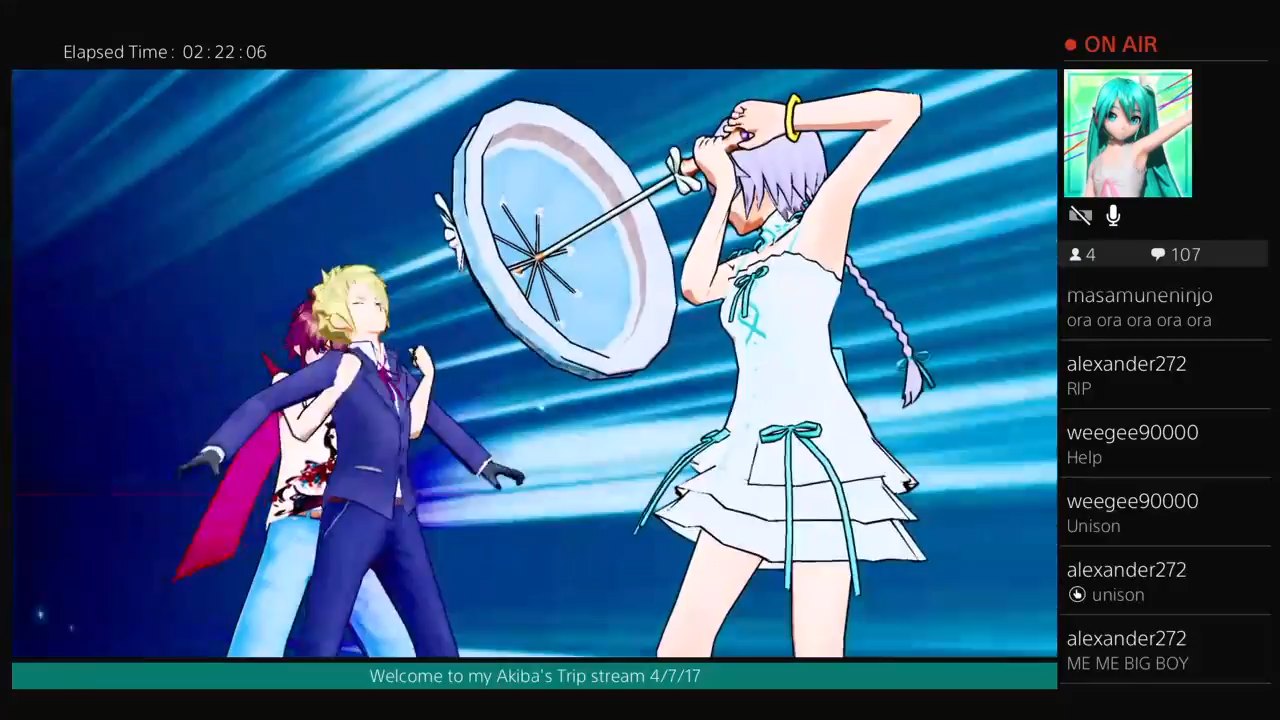 Elapsed Time: 02:22:06
ON AIR
4 107
masamuneninjo
ora ora ora ora ora
alexander272
RIP
weegee90000
Help
weegee90000
Unison
alexander272
unison
alexander272
ME ME BIG BOY
Welcome to my Akiba's Trip stream 4/7/17